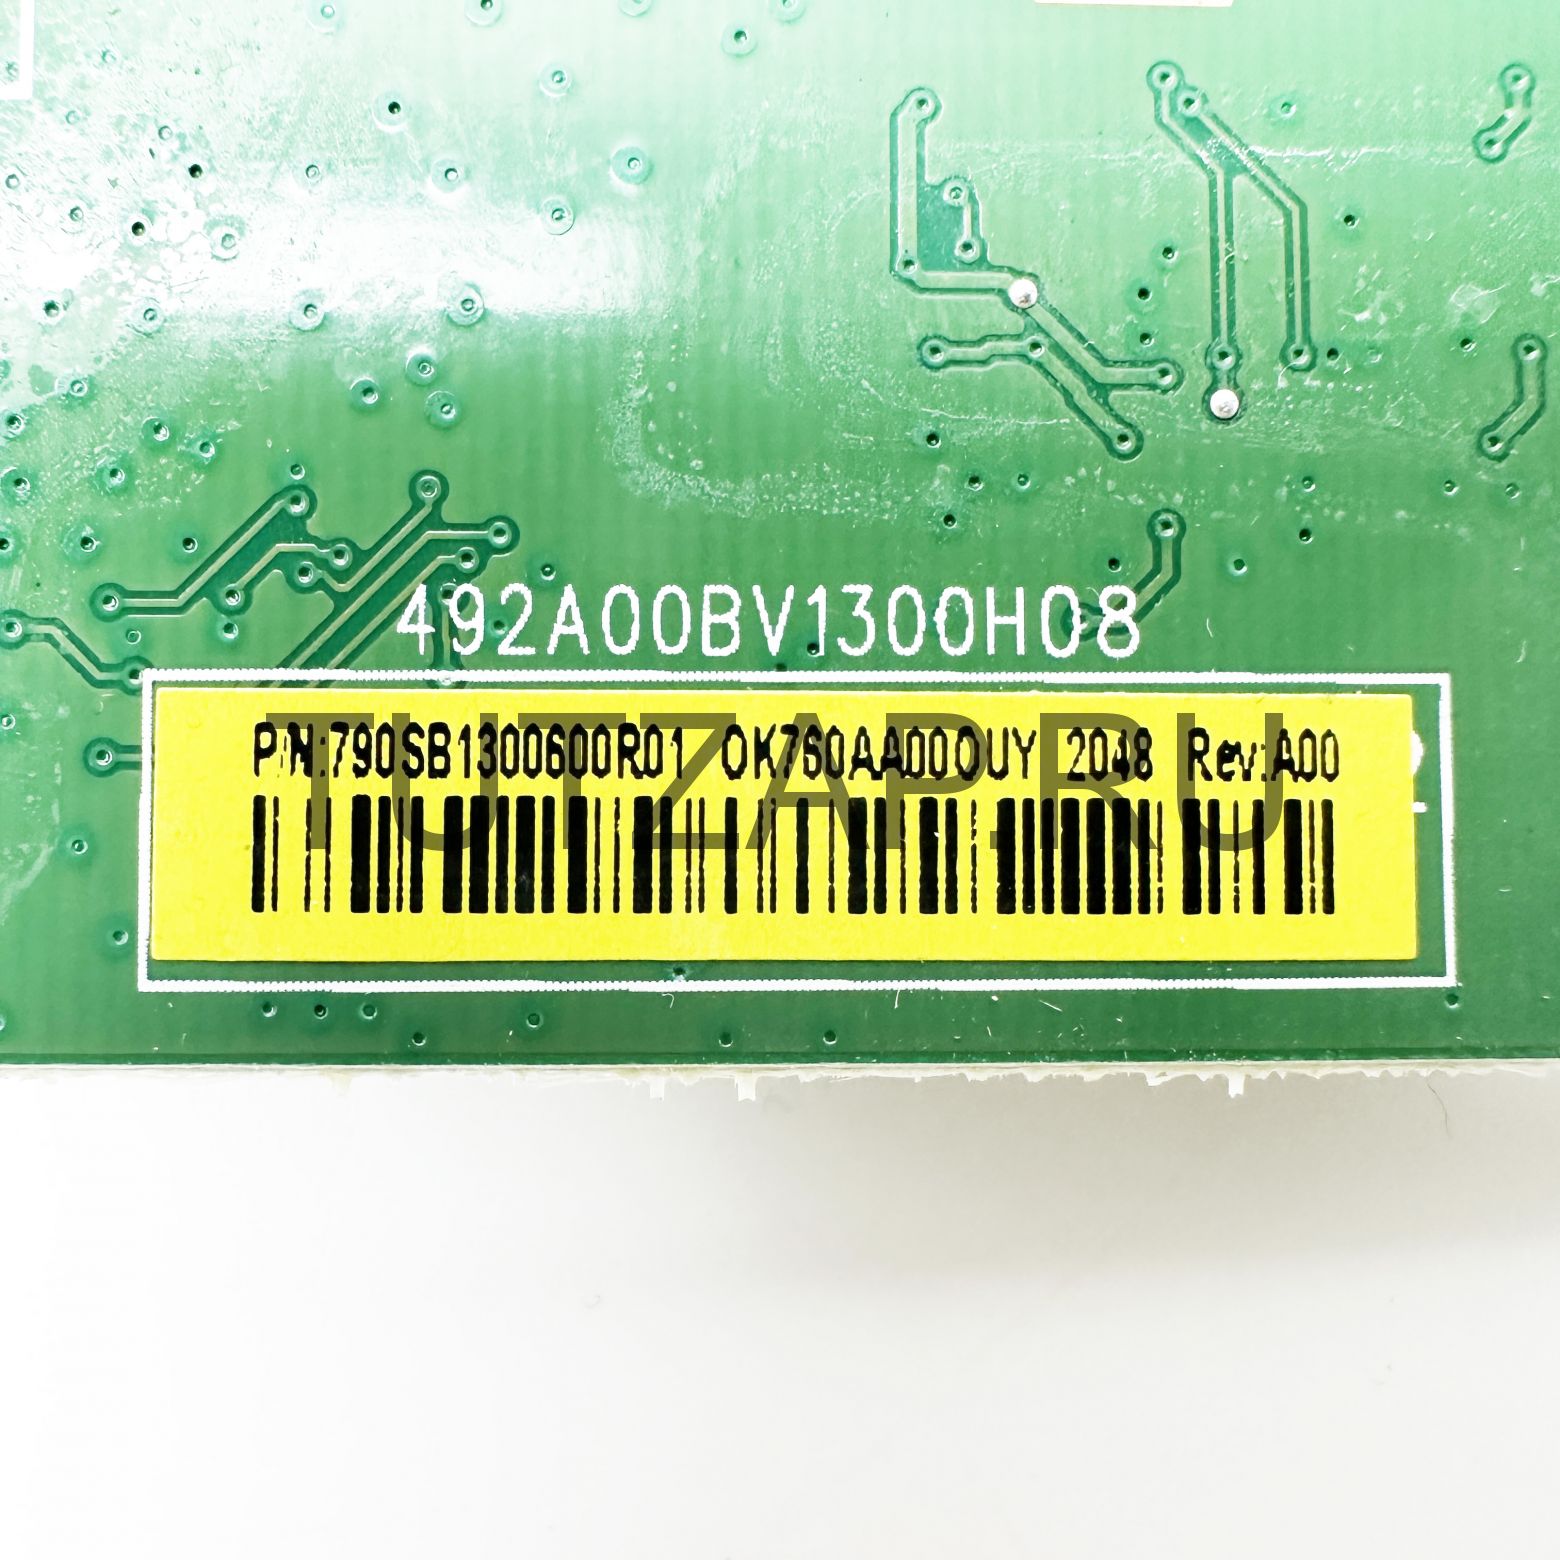 492A00BV1300H08
P/N:790SB1300600R01 OK760AA00OUY 2048 Rev:A00
TUTZAP.RU